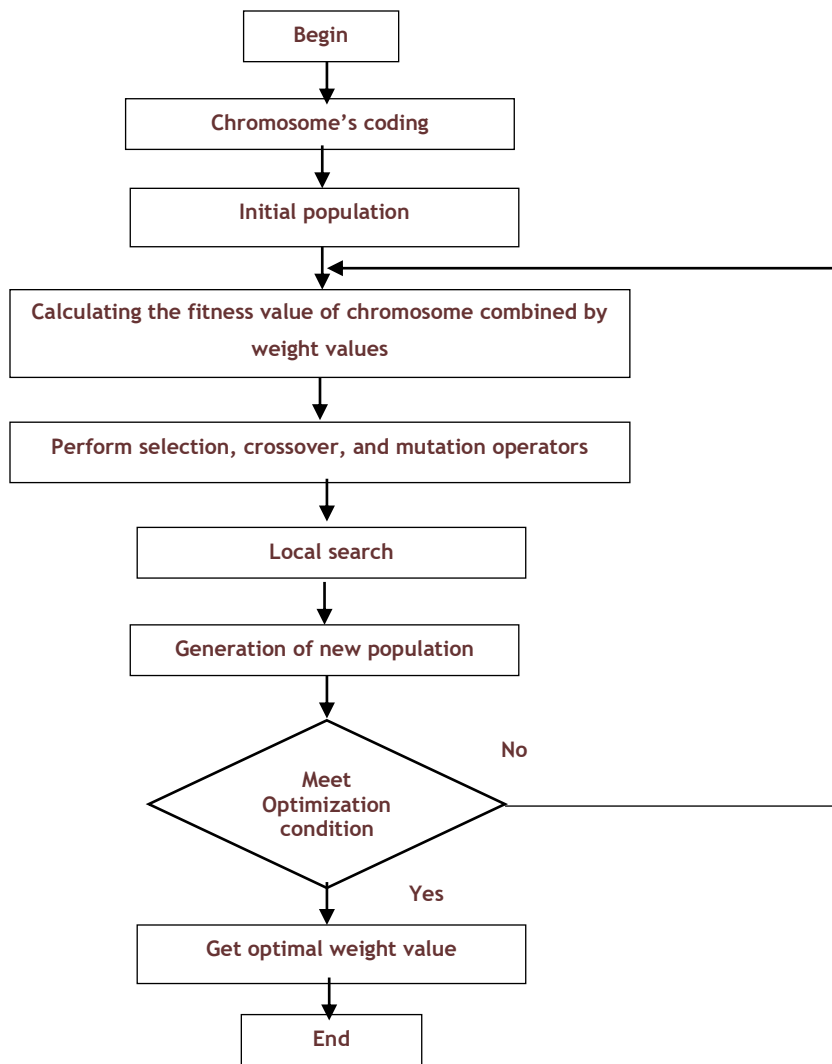 Begin
Chromosome’s coding
Initial population
Calculating the fitness value of chromosome combined by
weight values
Perform selection, crossover, and mutation operators
Local search
Generation of new population
No
Meet
Optimization
condition
Yes
Get optimal weight value
End